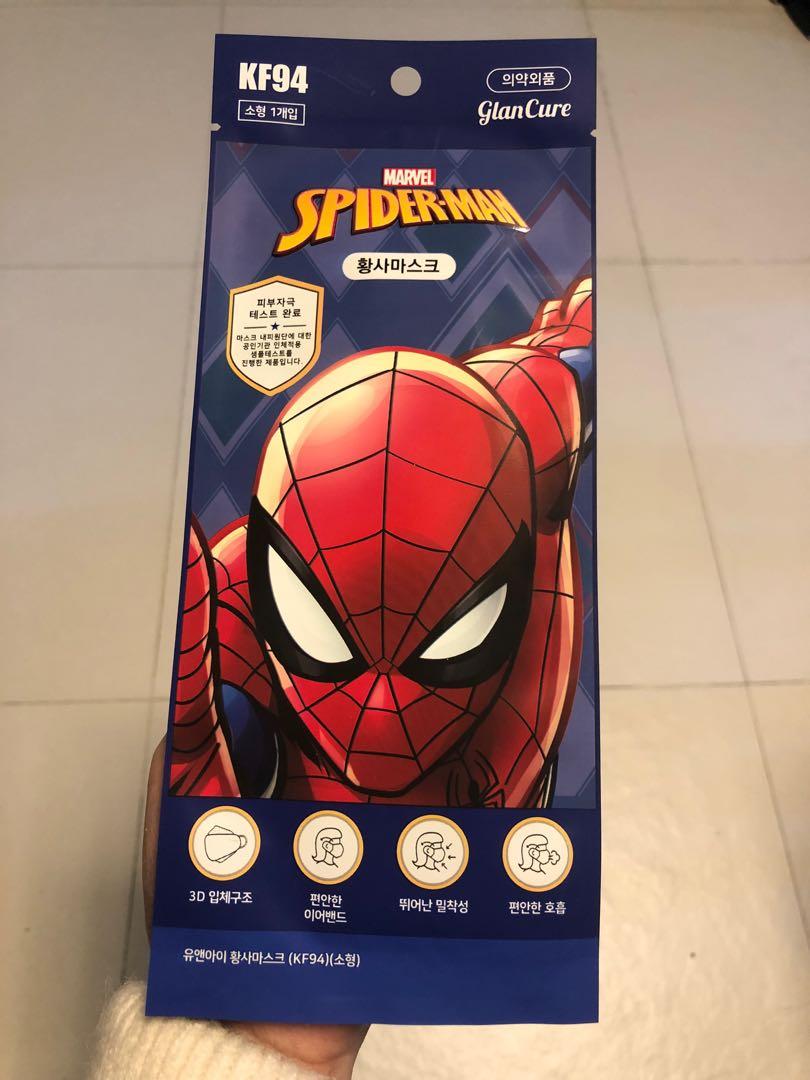 KF94
소형 1개입
의약외품
GlanCure
MARVEL
SPIDER-MAN
황사마스크
피부자극
테스트 완료
마스크 내피원단에 대한
공인기관 인체적용
샘플테스트를
진행한 제품입니다.
3D 입체구조
편안한
이어밴드
뛰어난 밀착성
편안한 호흡
유앤아이 황사마스크 (KF94)(소형)